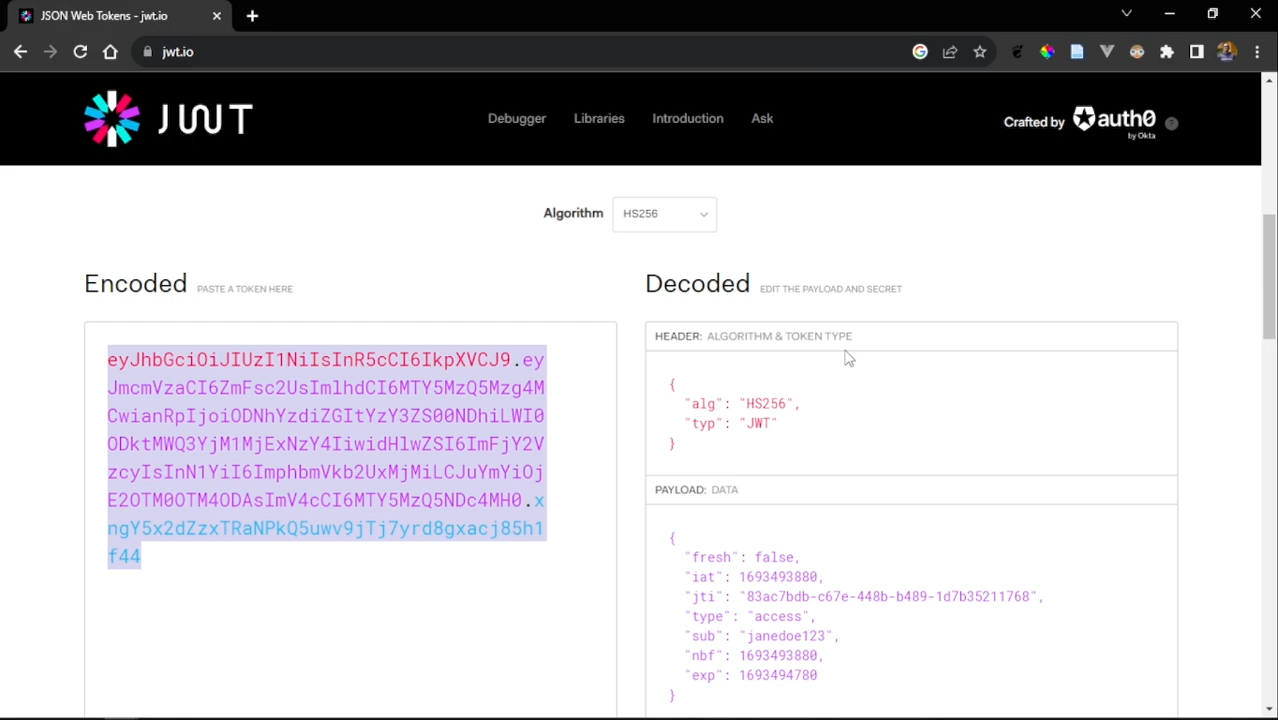 JSON Web Tokens - jwt.io
jwt.io
JWT
Debugger
Libraries
Introduction
Ask
Crafted by
auth0
by Okta
?
Algorithm
HS256
Encoded PASTE A TOKEN HERE
Decoded EDIT THE PAYLOAD AND SECRET
eyJhbGciOiJIUzI1NiIsInR5cCI6IkpXVCJ9.ey
JmcmVzaCI6ZmFsc2UsImlhdCI6MTY5MzQ5Mzg4M
CwianRpIjoiODNhYzdiZGItYzY3ZS00NDhiLWI0
ODktMWQ3YjM1MjExNzY4IiwidHlwZSI6ImFjY2V
zcyIsInN1YiI6ImphbmVkb2UxMjMiLCJuYmYiOj
E2OTM0OTM4ODAsImV4cCI6MTY5MzQ5NDc4MH0.x
ngY5x2dZzxTRaNPkQ5uwv9jTj7yrd8gxacj85h1
f44
HEADER: ALGORITHM & TOKEN TYPE
{
"alg": "HS256",
"typ": "JWT"
}
PAYLOAD: DATA
{
"fresh": false,
"iat": 1693493880,
"jti": "83ac7bdb-c67e-448b-b489-1d7b35211768",
"type": "access",
"sub": "janedoe123",
"nbf": 1693493880,
"exp": 1693494780
}